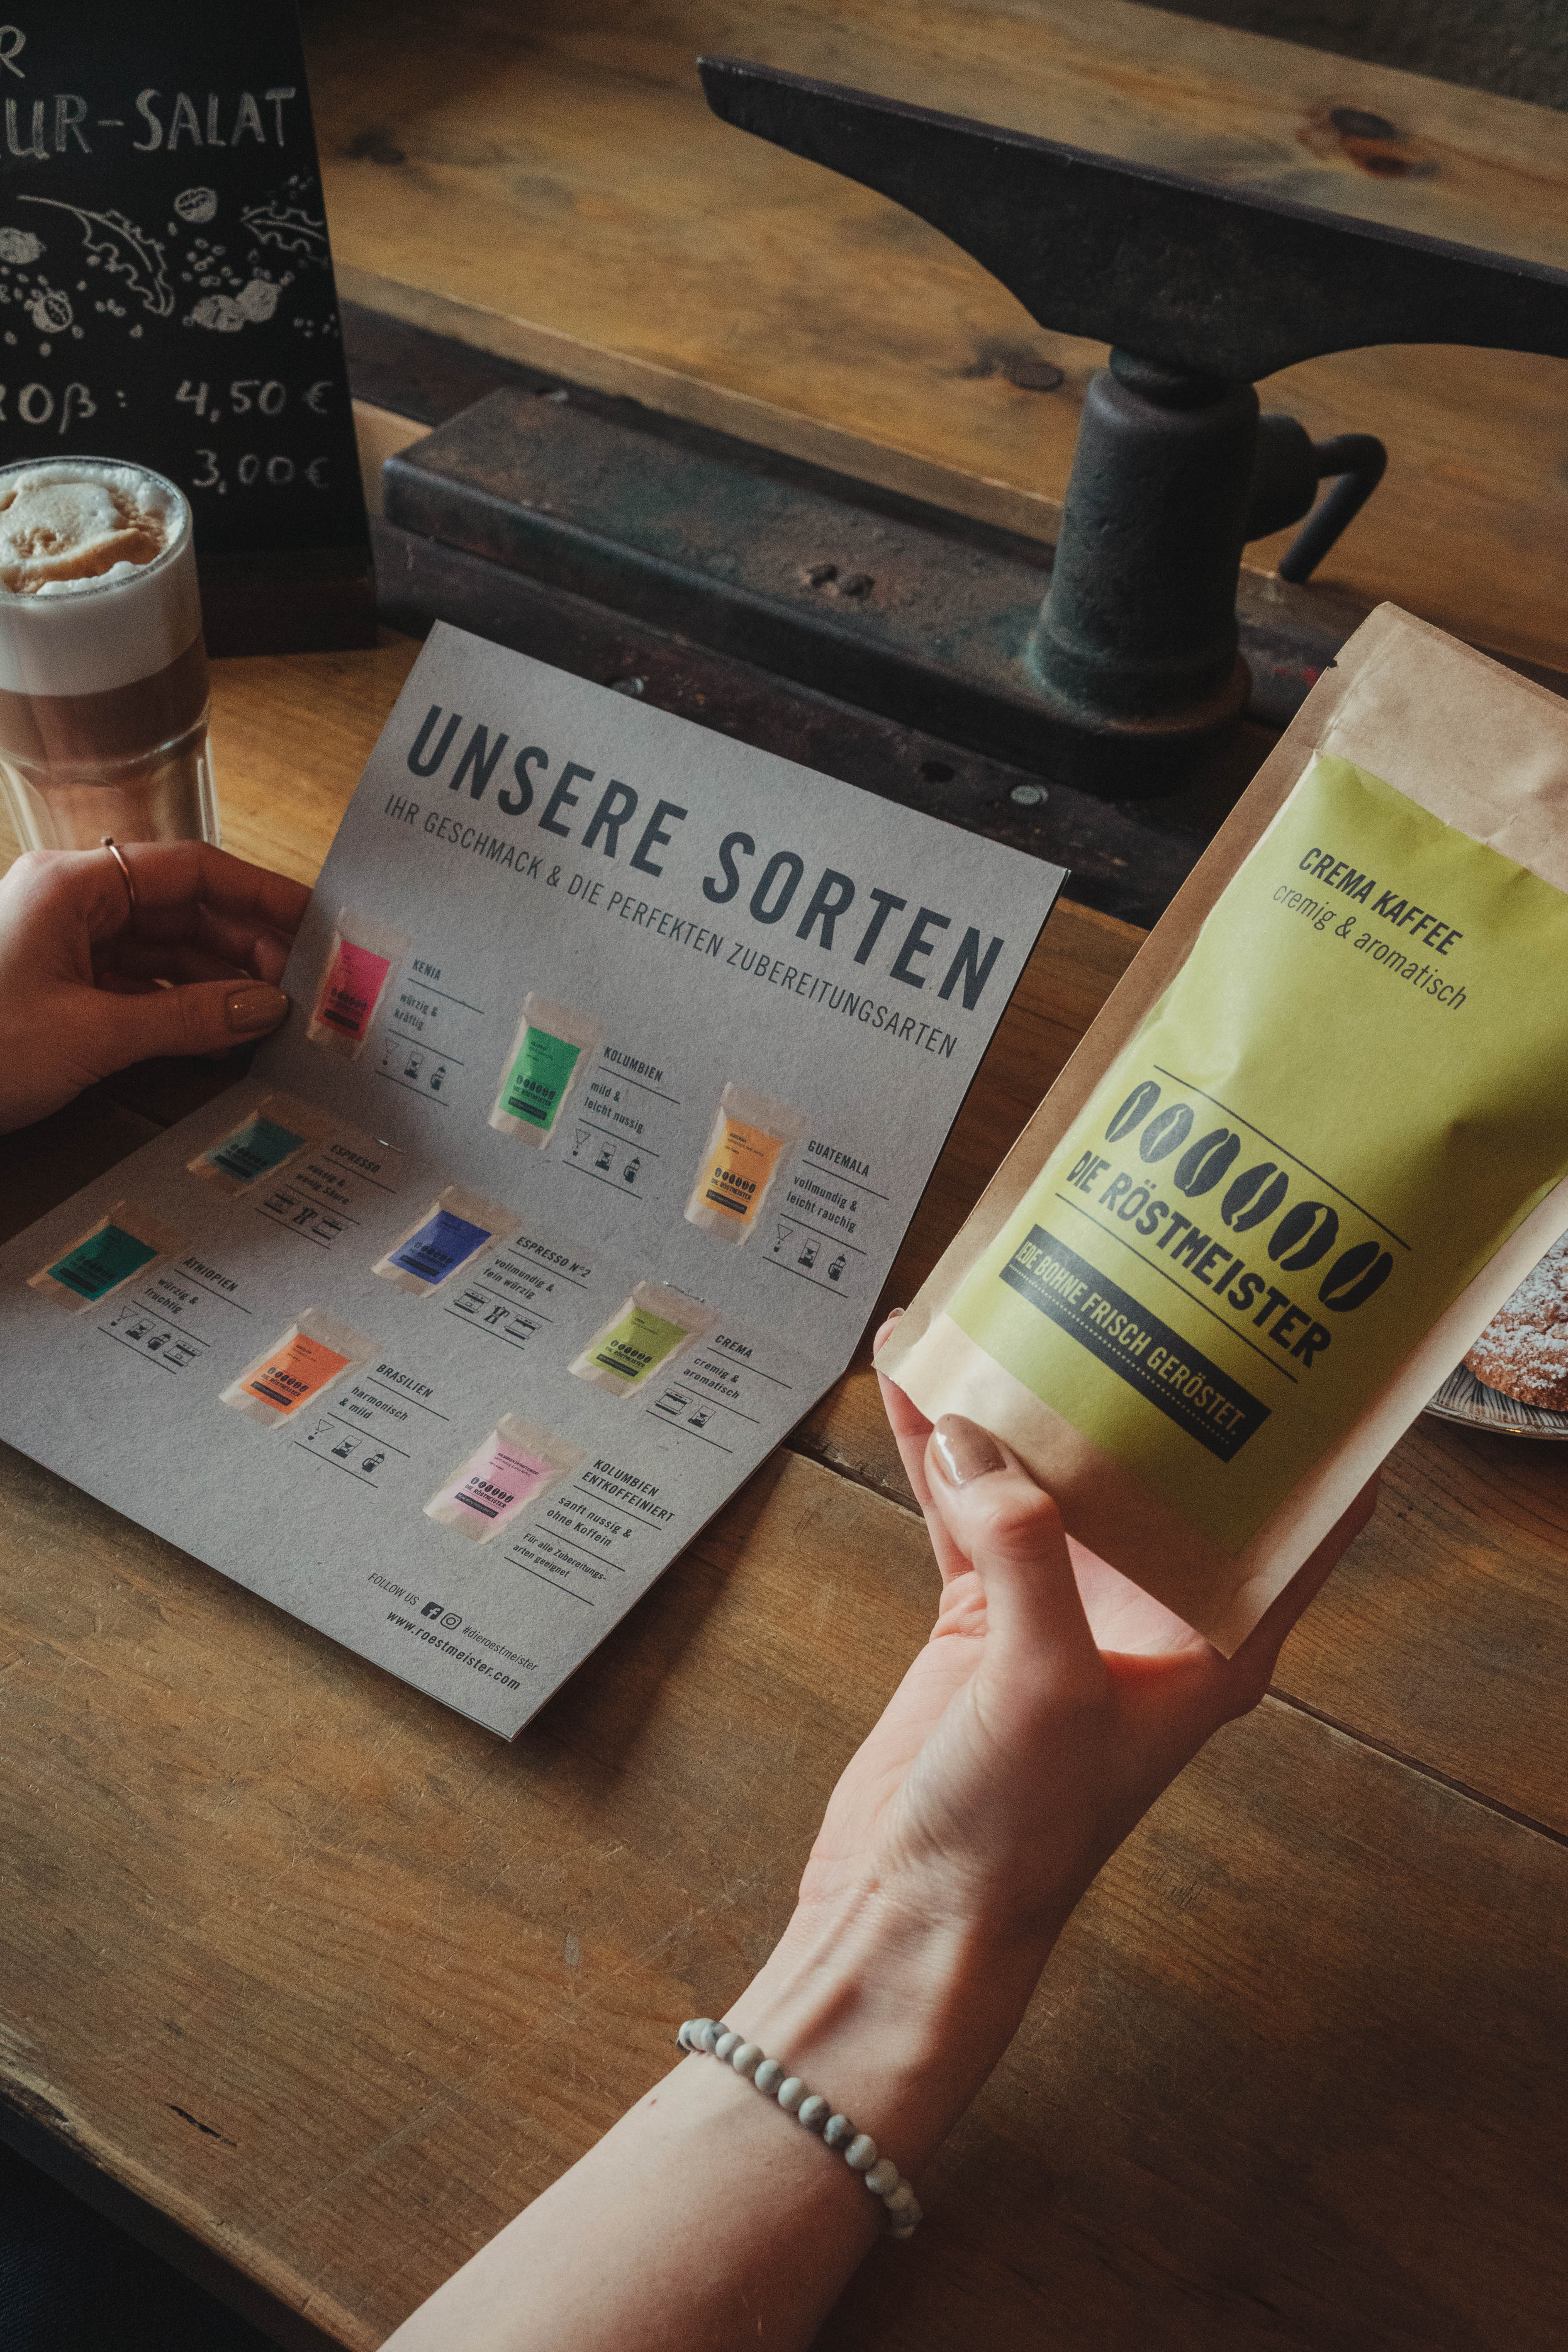 R
UR-SALAT
ROß: 4,50 €
3,00 €
UNSERE SORTEN
IHR GESCHMACK & DIE PERFEKTEN ZUBEREITUNGSARTEN
KENIA
würzig &
kräftig
KOLUMBIEN
mild &
leicht nussig
GUATEMALA
vollmundig &
leicht rauchig
ESPRESSO
nussig &
wenig Säure
ESPRESSO N°2
vollmundig &
fein würzig
CREMA
cremig &
aromatisch
ÄTHIOPIEN
würzig &
fruchtig
BRASILIEN
harmonisch
& mild
KOLUMBIEN
ENTKOFFEINIERT
sanft nussig &
ohne Koffein
Für alle Zubereitungs-
arten geeignet
FOLLOW US #dieroestmeister
www.roestmeister.com
CREMA KAFFEE
cremig & aromatisch
DIE RÖSTMEISTER
JEDE BOHNE FRISCH GERÖSTET.